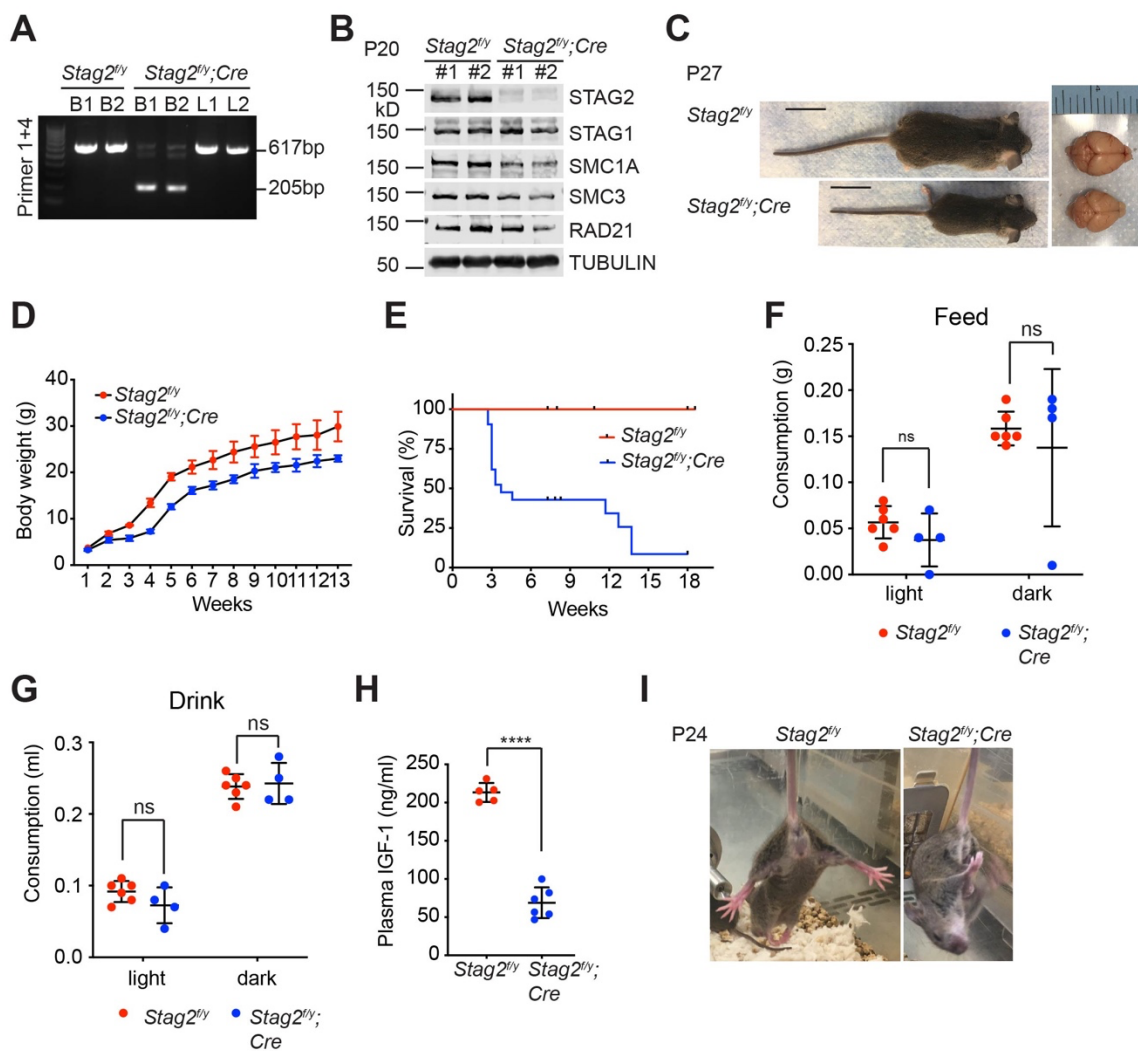 A
Stag2f/y Stag2f/y;Cre
B1 B2 B1 B2 L1 L2
Primer 1+4
617bp
205bp
B
P20 Stag2f/y Stag2f/y;Cre
#1 #2 #1 #2
150 kD STAG2
150 STAG1
150 SMC1A
150 SMC3
150 RAD21
50 TUBULIN
C
P27
Stag2f/y
Stag2f/y;Cre
D
Body weight (g)
40
30
20
10
0
Stag2f/y
Stag2f/y;Cre
1 2 3 4 5 6 7 8 9 10 11 12 13
Weeks
E
Survival (%)
100
75
50
25
0
Stag2f/y
Stag2f/y;Cre
0 3 6 9 12 15 18
Weeks
F
Feed
Consumption (g)
0.25
0.20
0.15
0.10
0.05
0.00
ns
ns
light dark
Stag2f/y Stag2f/y;
Cre
G
Drink
Consumption (ml)
0.3
0.2
0.1
0.0
ns
ns
light dark
Stag2f/y Stag2f/y;
Cre
H
Plasma IGF-1 (ng/ml)
250
200
150
100
50
0
****
Stag2f/y Stag2f/y;
Cre
I
P24 Stag2f/y Stag2f/y;Cre